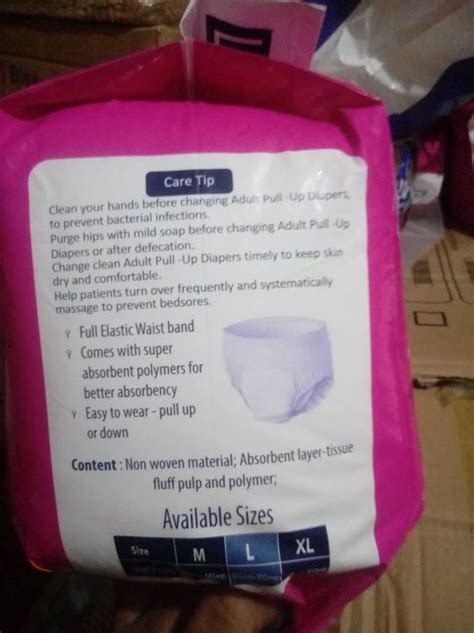 Care Tip
Clean your hands before changing Adult Pull -Up Diapers,
to prevent bacterial infections.
Purge hips with mild soap before changing Adult Pull -Up
Diapers or after defecation.
Change clean Adult Pull -Up Diapers timely to keep skin
dry and comfortable.
Help patients turn over frequently and systematically
massage to prevent bedsores.
Full Elastic Waist band
Comes with super
absorbent polymers for
better absorbency
Easy to wear - pull up
or down
Content : Non woven material; Absorbent layer-tissue
fluff pulp and polymer;
Available Sizes
Size M L XL